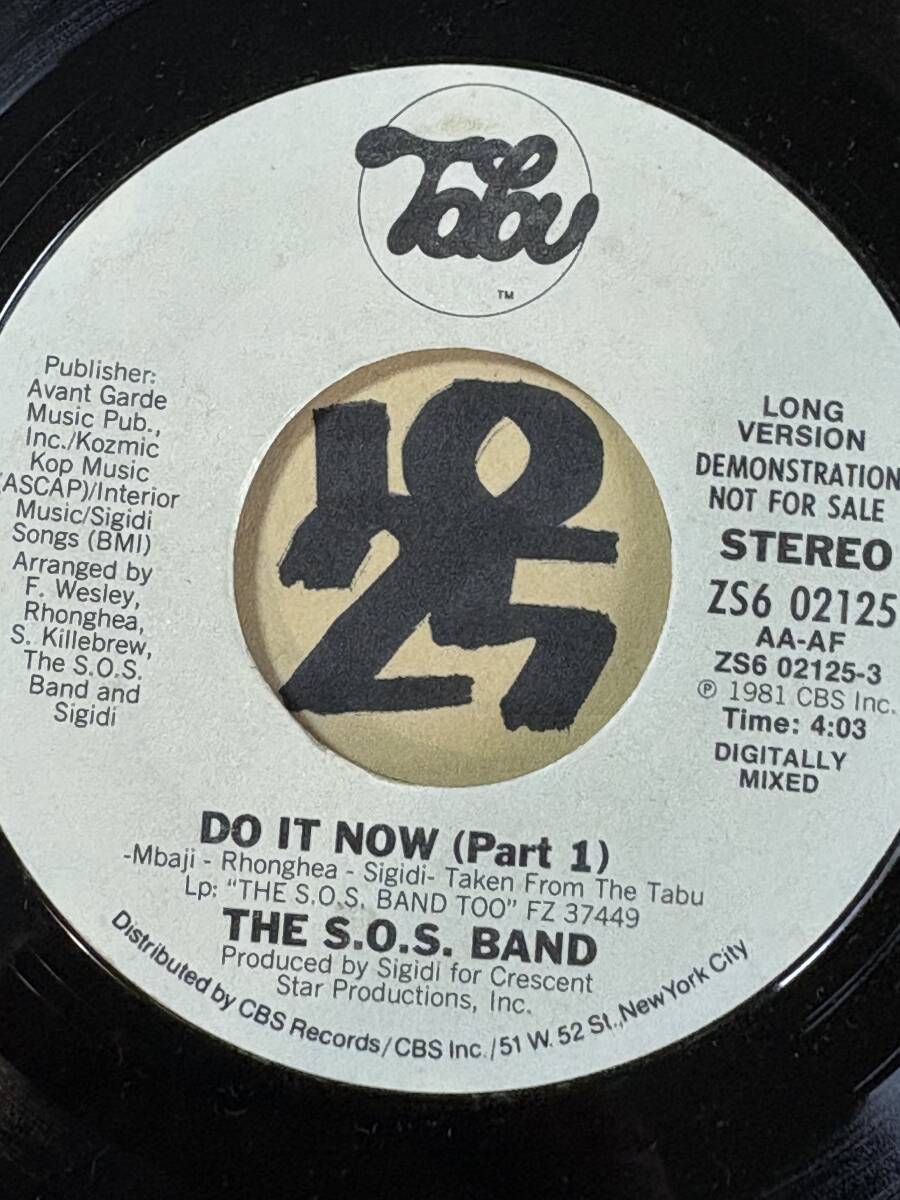 Tabu
TM
Publisher:
Avant Garde
Music Pub.,
Inc./Kozmic
Kop Music
(ASCAP)/Interior
Music/Sigidi
Songs (BMI)
Arranged by
F. Wesley,
Rhonghea,
S. Killebrew,
The S.O.S.
Band and
Sigidi
10
25
LONG
VERSION
DEMONSTRATION
NOT FOR SALE
STEREO
ZS6 02125
AA-AF
ZS6 02125-3
℗ 1981 CBS Inc.
Time: 4:03
DIGITALLY
MIXED
DO IT NOW (Part 1)
-Mbaji - Rhonghea - Sigidi- Taken From The Tabu
Lp: "THE S.O.S. BAND TOO" FZ 37449
THE S.O.S. BAND
Produced by Sigidi for Crescent
Star Productions, Inc.
Distributed by CBS Records/CBS Inc./51 W. 52 St., New York City